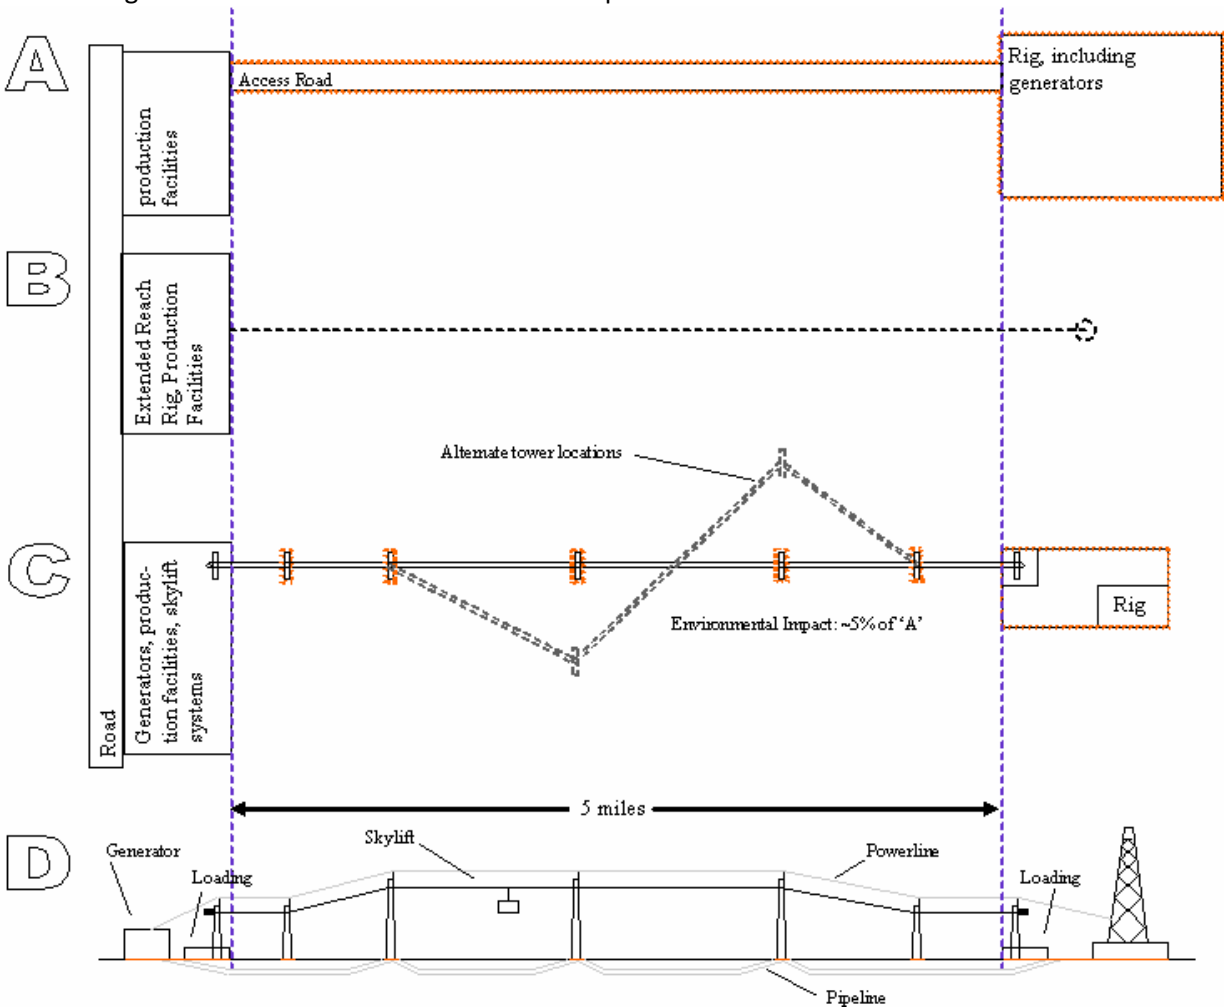 A
Access Road
Rig, including
generators
production
facilities
B
Extended Reach
Rig, Production
Facilities
Alternate tower locations
C
Generators, produc-
tion facilities, skylift
systems
Environmental Impact: ~5% of ‘A’
Rig
Road
5 miles
D
Generator
Loading
Skylift
Powerline
Loading
Pipeline